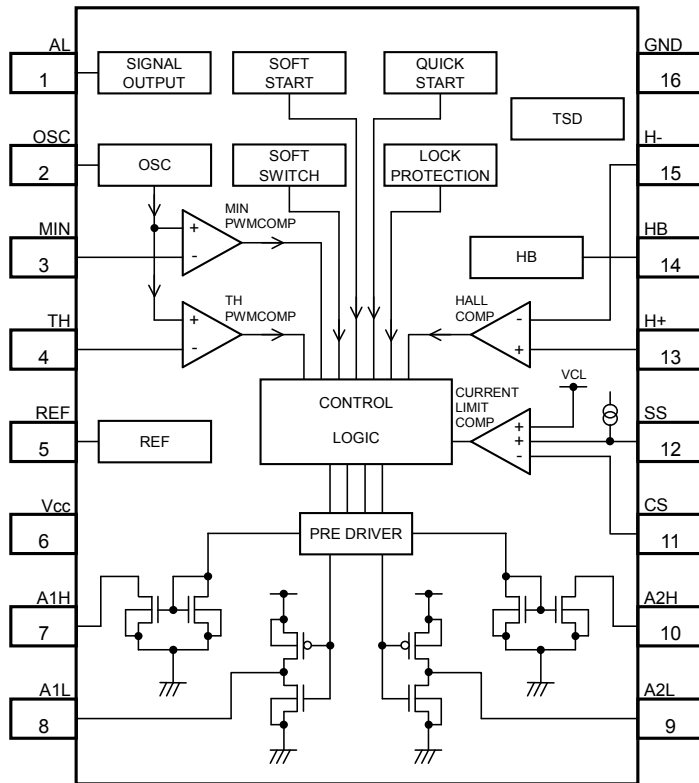 AL
1
SIGNAL
OUTPUT
SOFT
START
QUICK
START
GND
16
TSD
OSC
2
OSC
SOFT
SWITCH
LOCK
PROTECTION
H-
15
MIN
3
+
-
MIN
PWMCOMP
HB
HB
14
TH
4
+
-
TH
PWMCOMP
HALL
COMP
-
+
H+
13
REF
5
REF
CONTROL
LOGIC
CURRENT
LIMIT
COMP
VCL
+
+
-
SS
12
Vcc
6
PRE DRIVER
CS
11
A1H
7
A2H
10
A1L
8
A2L
9